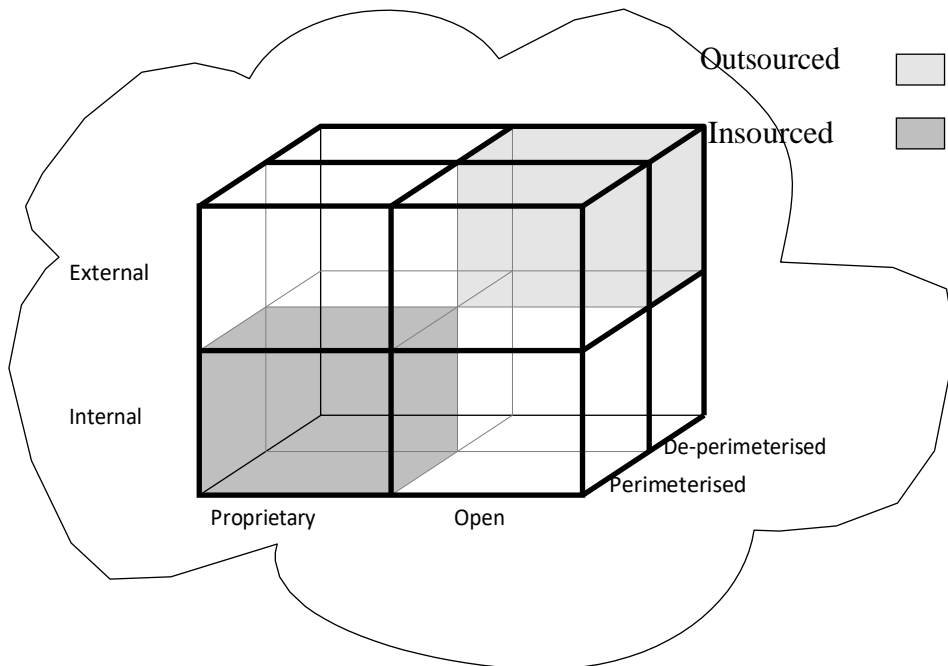 Outsourced
Insourced
External
Internal
De-perimeterised
Perimeterised
Proprietary Open